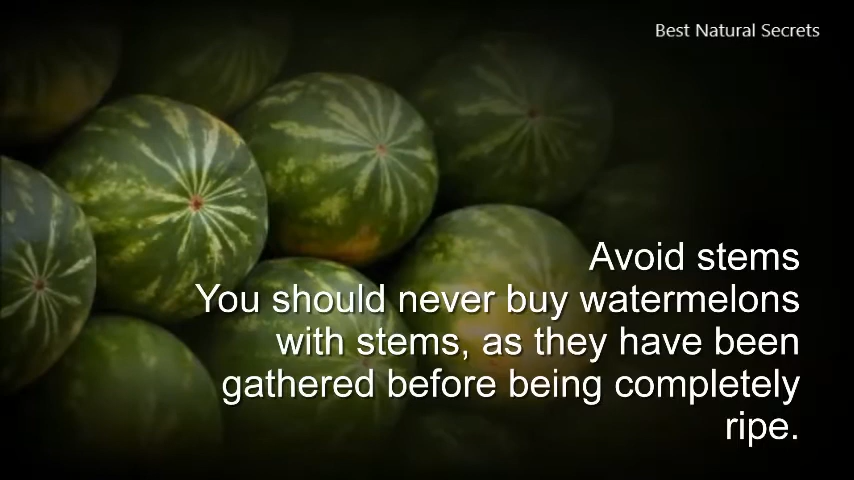 Best Natural Secrets
Avoid stems
You should never buy watermelons
with stems, as they have been
gathered before being completely
ripe.